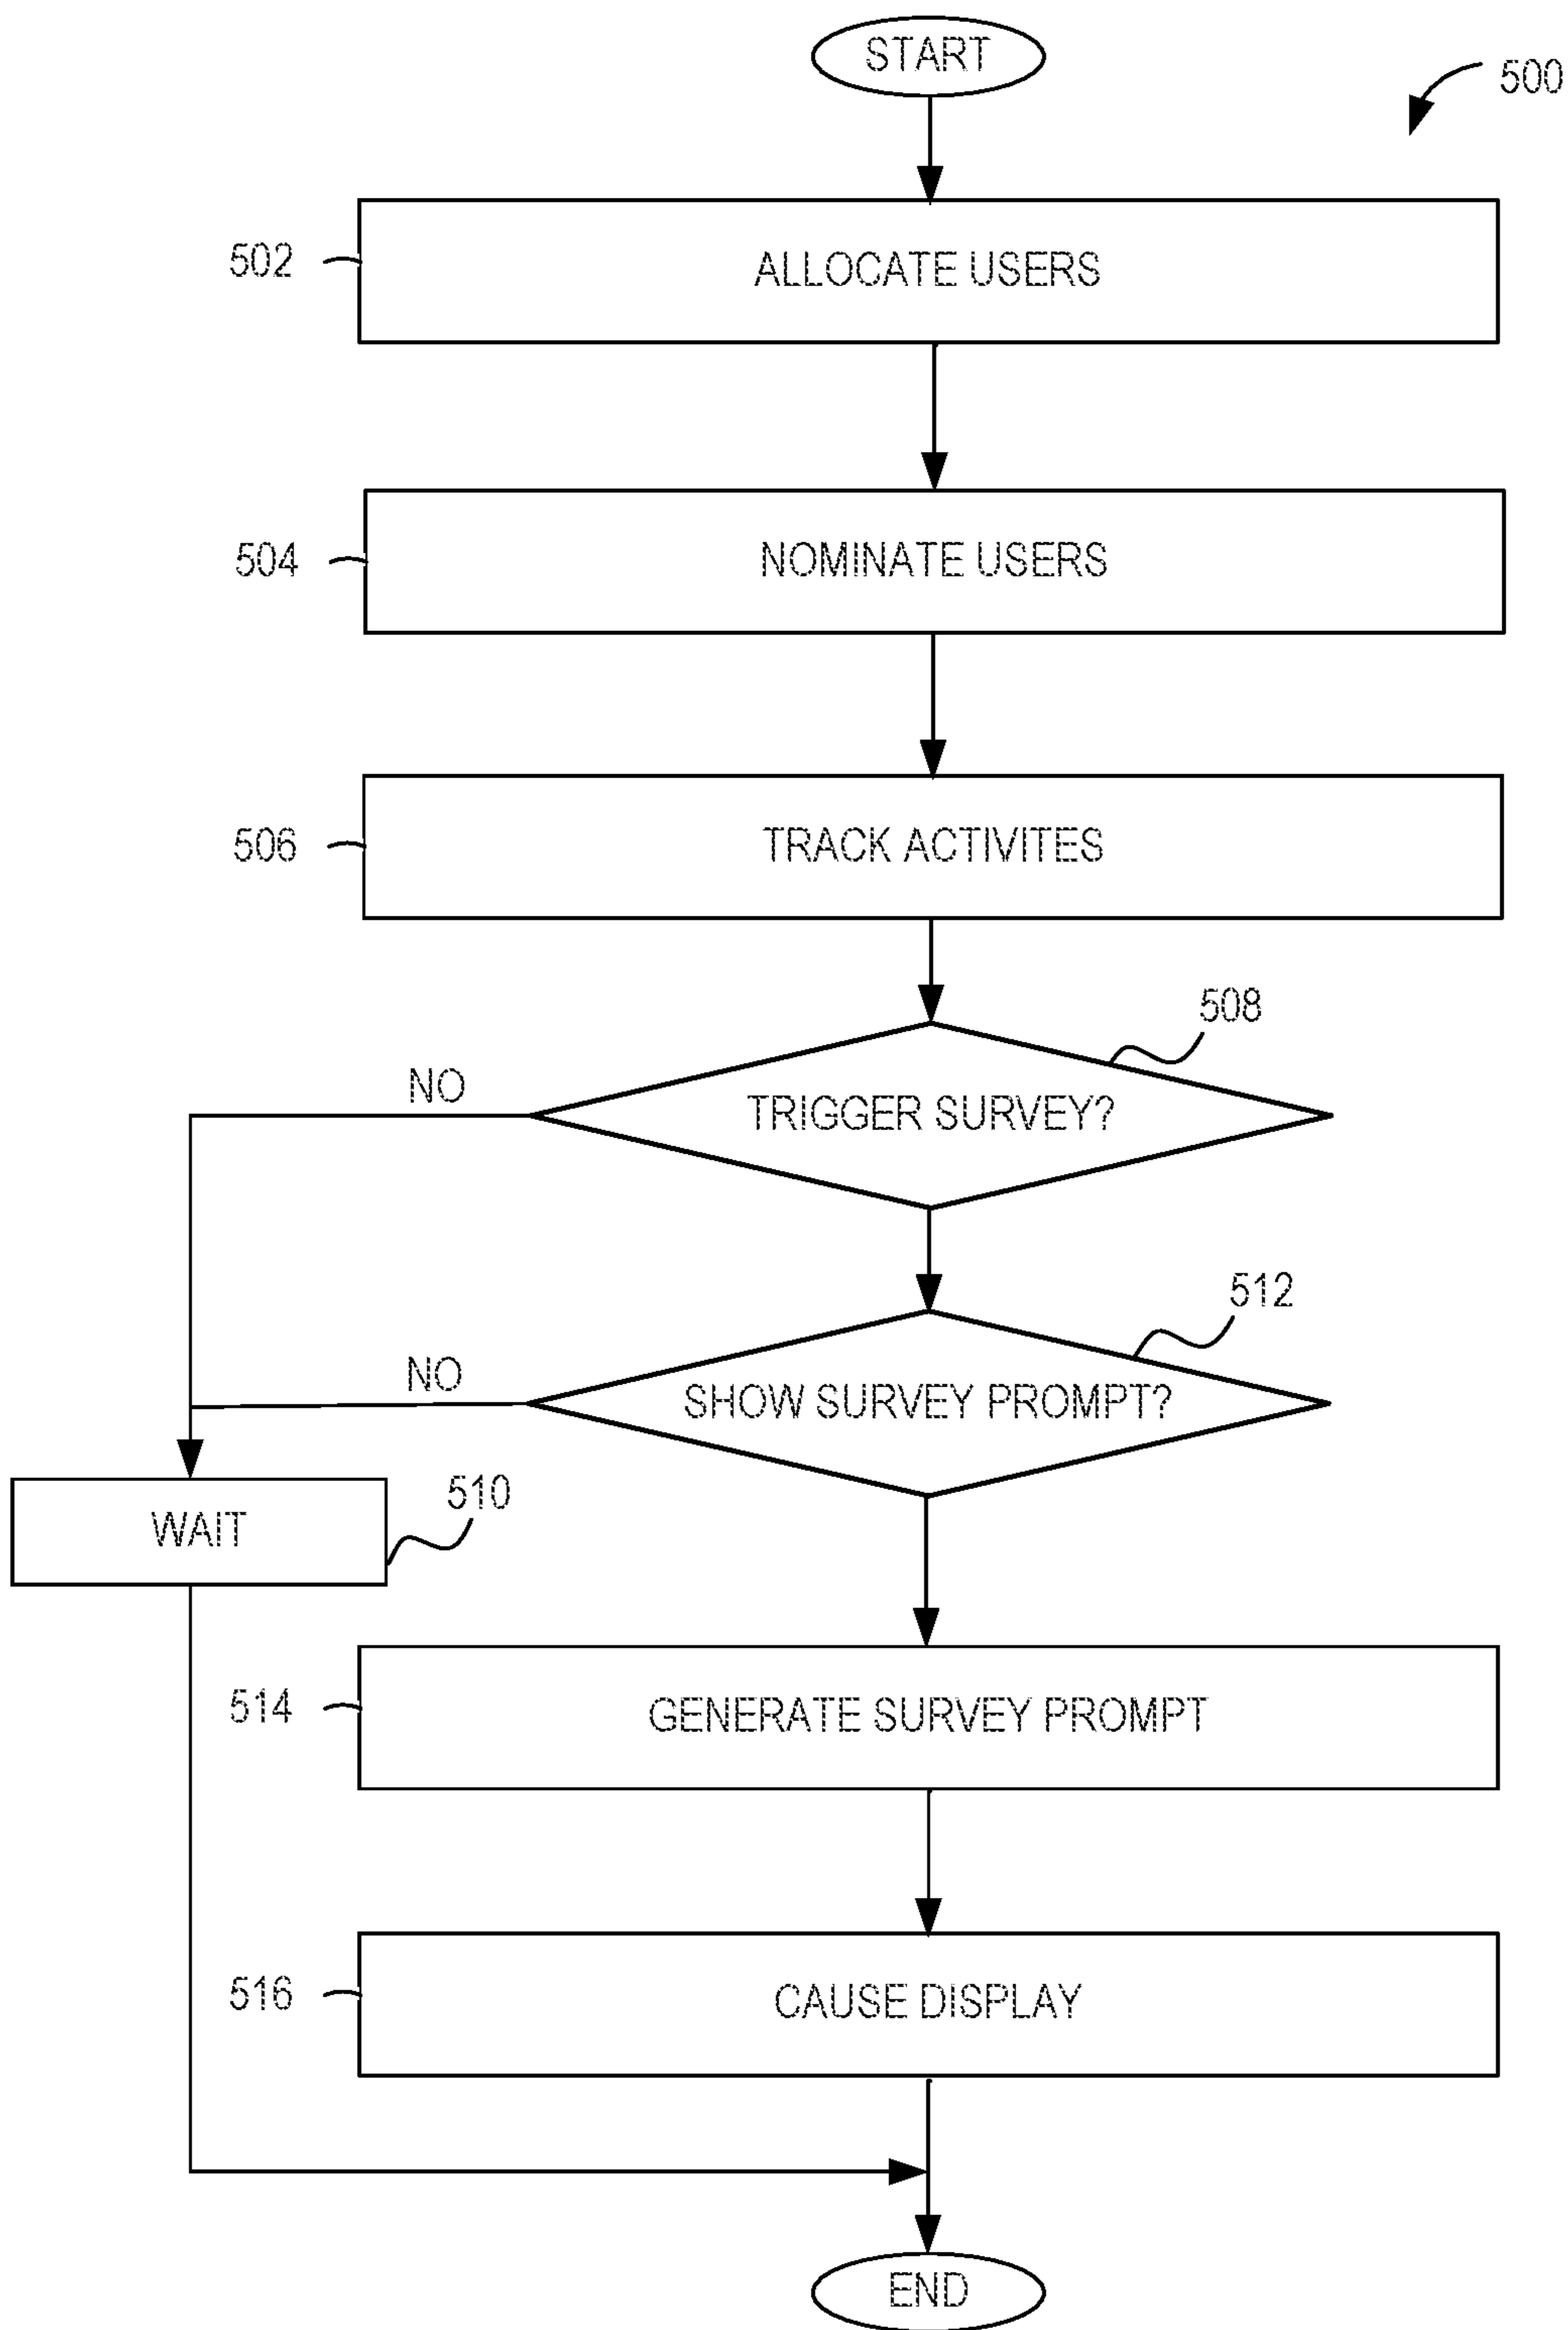 START
500
502
ALLOCATE USERS
504
NOMINATE USERS
506
TRACK ACTIVITES
508
NO
TRIGGER SURVEY?
512
NO
SHOW SURVEY PROMPT?
510
WAIT
514
GENERATE SURVEY PROMPT
516
CAUSE DISPLAY
END